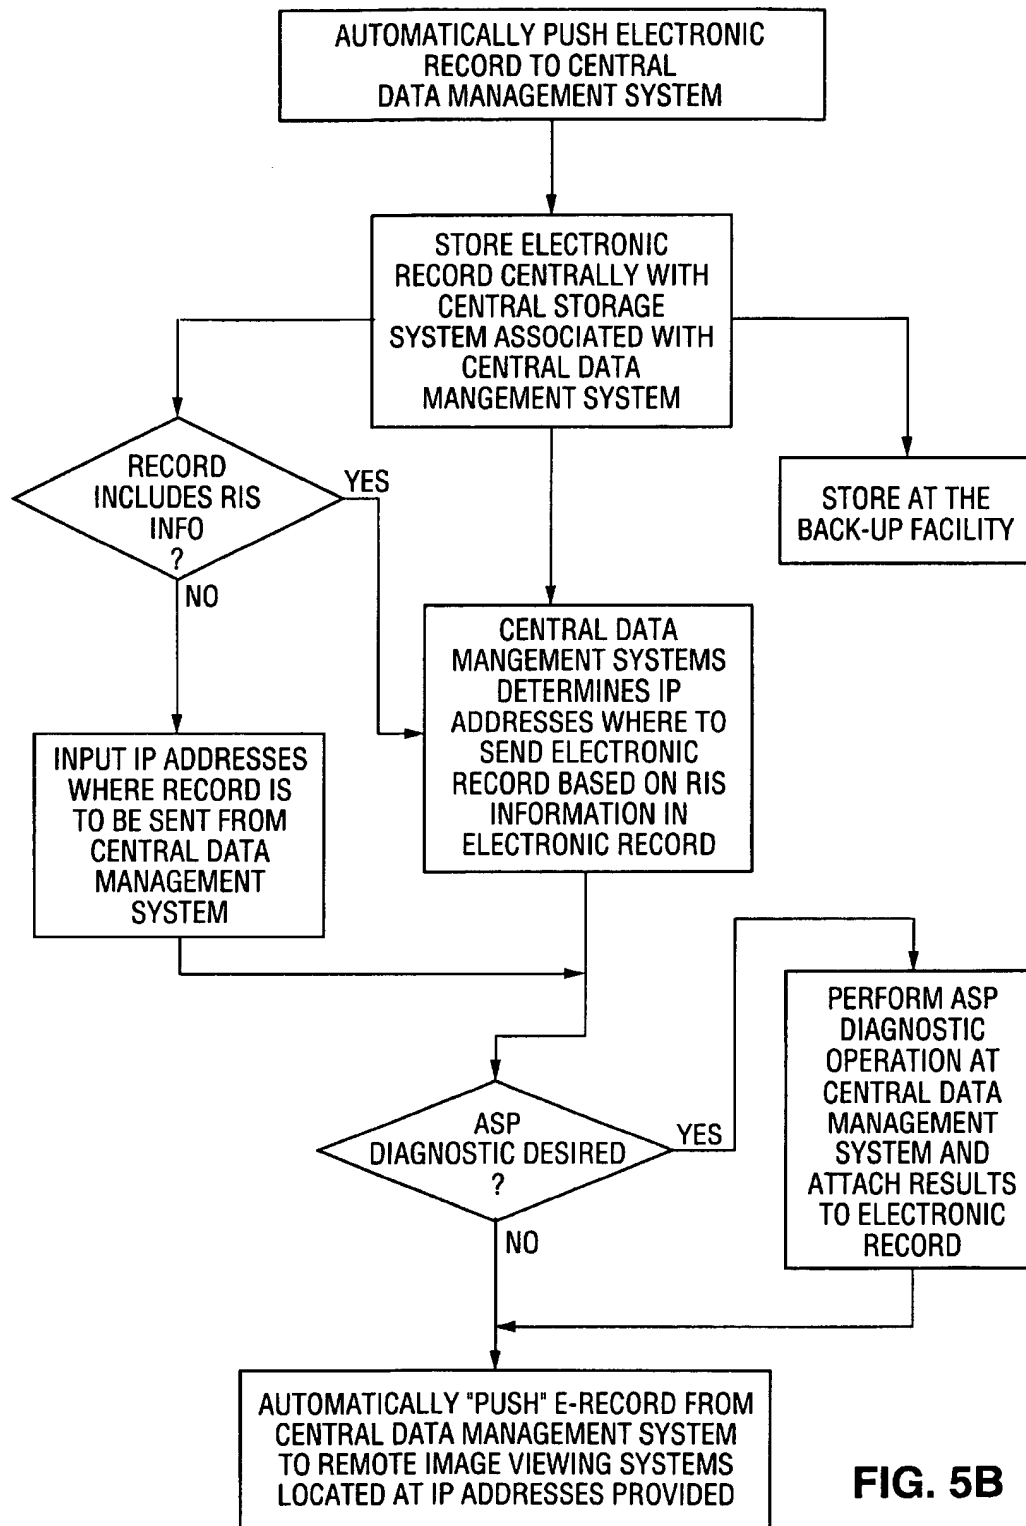 AUTOMATICALLY PUSH ELECTRONIC
RECORD TO CENTRAL
DATA MANAGEMENT SYSTEM
STORE ELECTRONIC
RECORD CENTRALLY WITH
CENTRAL STORAGE
SYSTEM ASSOCIATED WITH
CENTRAL DATA
MANGEMENT SYSTEM
RECORD
INCLUDES RIS
INFO
?
YES
NO
STORE AT THE
BACK-UP FACILITY
CENTRAL DATA
MANGEMENT SYSTEMS
DETERMINES IP
ADDRESSES WHERE TO
SEND ELECTRONIC
RECORD BASED ON RIS
INFORMATION IN
ELECTRONIC RECORD
INPUT IP ADDRESSES
WHERE RECORD IS
TO BE SENT FROM
CENTRAL DATA
MANAGEMENT
SYSTEM
ASP
DIAGNOSTIC DESIRED
?
YES
NO
PERFORM ASP
DIAGNOSTIC
OPERATION AT
CENTRAL DATA
MANAGEMENT
SYSTEM AND
ATTACH RESULTS
TO ELECTRONIC
RECORD
AUTOMATICALLY "PUSH" E-RECORD FROM
CENTRAL DATA MANAGEMENT SYSTEM
TO REMOTE IMAGE VIEWING SYSTEMS
LOCATED AT IP ADDRESSES PROVIDED
FIG. 5B